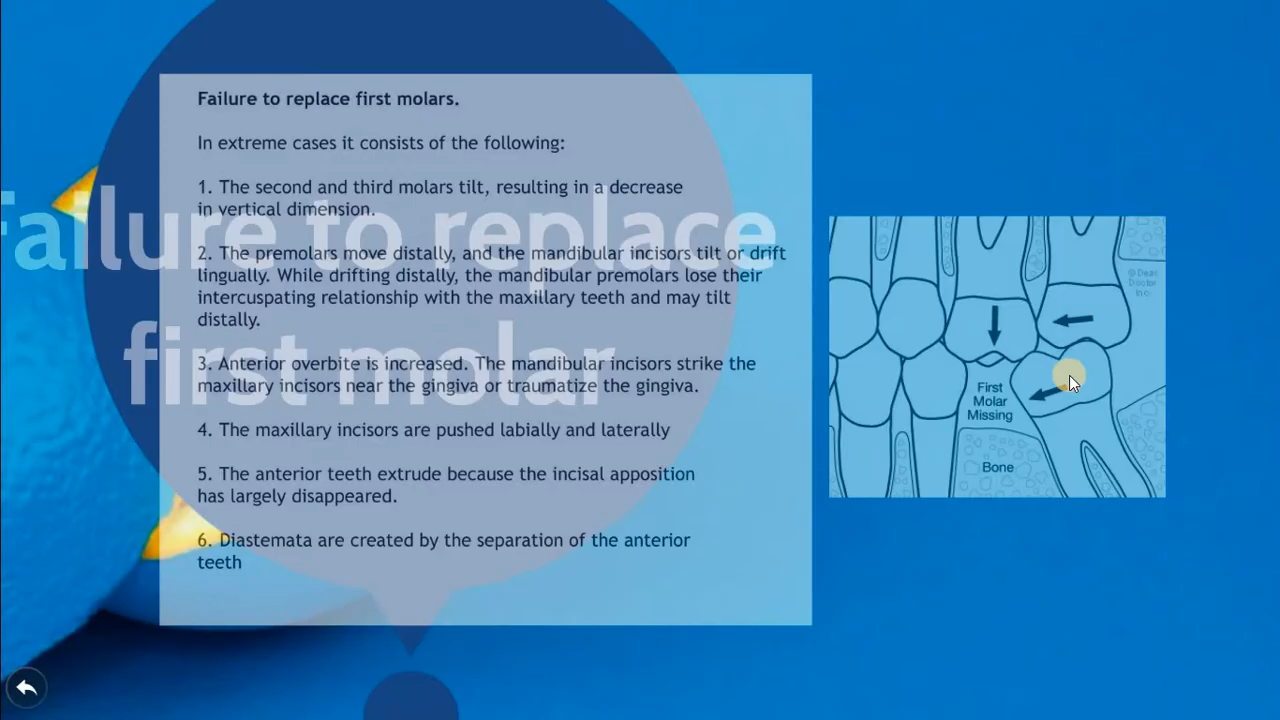 Failure to replace first molars.
In extreme cases it consists of the following:
1. The second and third molars tilt, resulting in a decrease
in vertical dimension.
2. The premolars move distally, and the mandibular incisors tilt or drift
lingually. While drifting distally, the mandibular premolars lose their
intercuspating relationship with the maxillary teeth and may tilt
distally.
3. Anterior overbite is increased. The mandibular incisors strike the
maxillary incisors near the gingiva or traumatize the gingiva.
4. The maxillary incisors are pushed labially and laterally
5. The anterior teeth extrude because the incisal apposition
has largely disappeared.
6. Diastemata are created by the separation of the anterior
teeth
Failure to replace
first molar
First
Molar
Missing
Bone